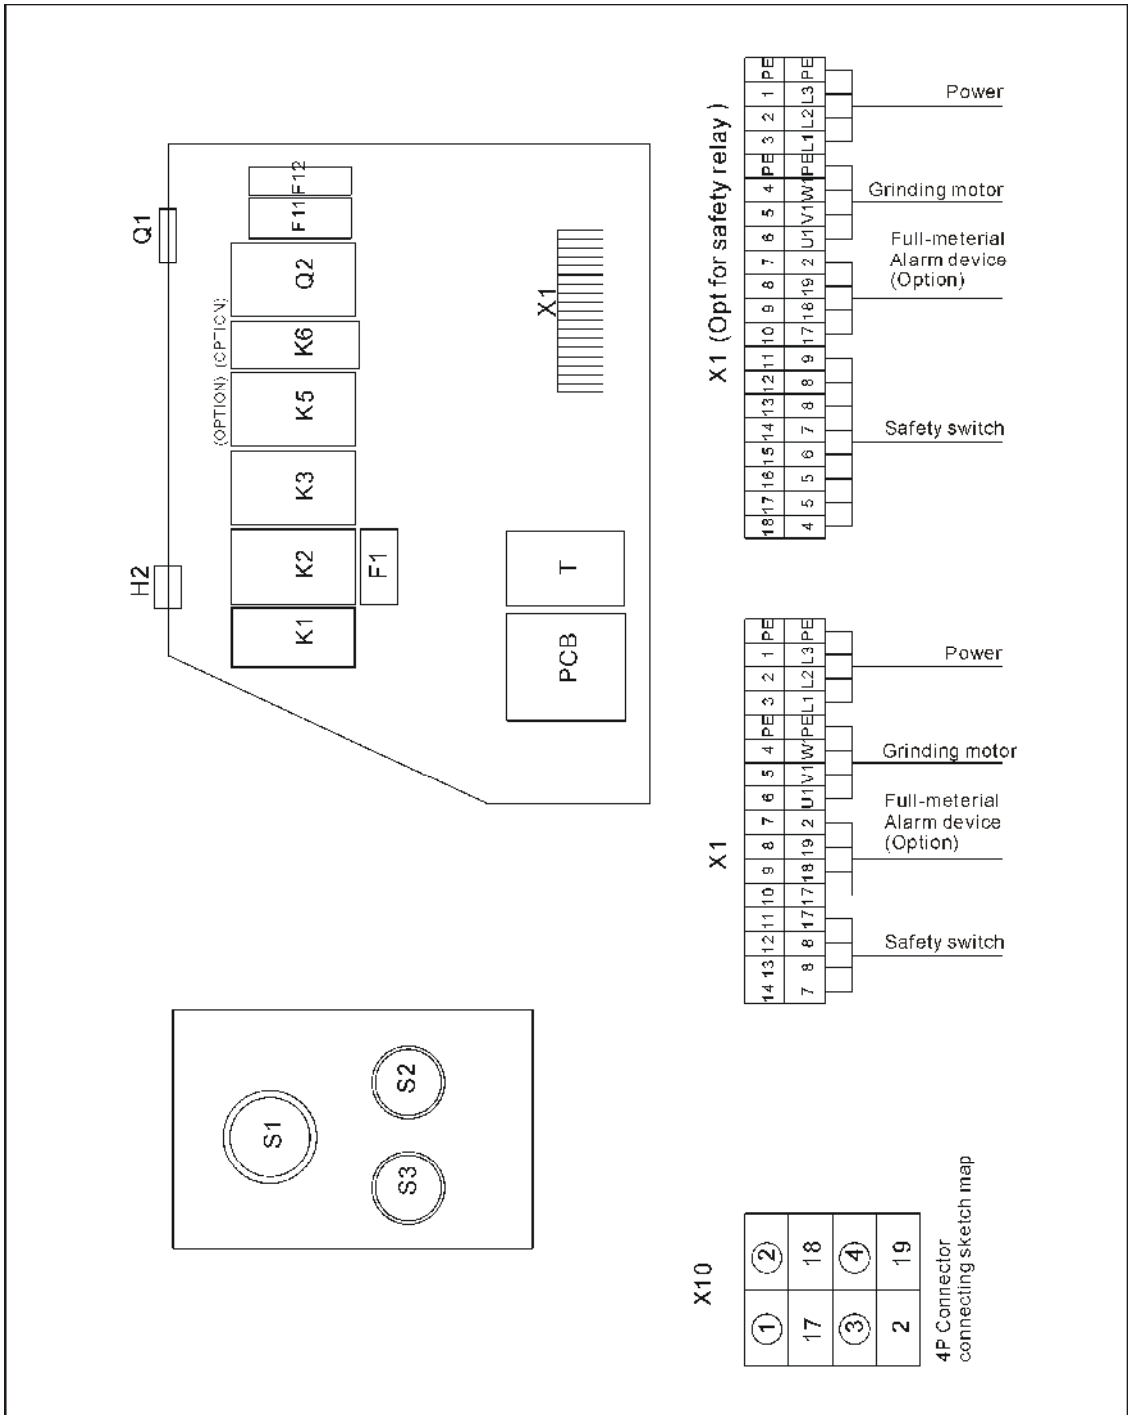 H2
Q1
(OPTION) (OPTION)
K1 K2 K3 K5 K6 Q2 F11 F12
F1
X1
PCB T
S1
S3 S2
X10
① ②
17 18
③ ④
2 19
4P Connector
connecting sketch map
X1
14 13 12 11 10 9 8 7 6 5 4 PE 3 2 1 PE
7 8 8 17 17 18 19 2 U1 V1 W1 PE L1 L2 L3 PE
Power
Grinding motor
Full-meterial
Alarm device
(Option)
Safety switch
X1 (Opt for safety relay )
18 17 16 15 14 13 12 11 10 9 8 7 6 5 4 PE 3 2 1 PE
4 5 5 6 7 8 8 9 17 18 19 2 U1 V1 W1 PE L1 L2 L3 PE
Power
Grinding motor
Full-meterial
Alarm device
(Option)
Safety switch